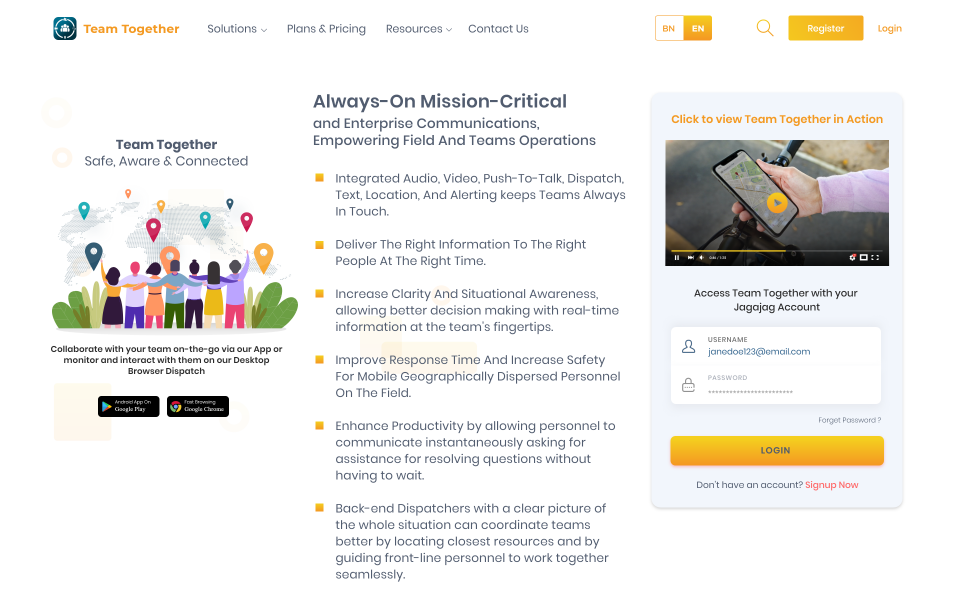 Team Together
Solutions
Plans & Pricing
Resources
Contact Us
BN
EN
Register
Login
Team Together
Safe, Aware & Connected
Collaborate with your team on-the-go via our App or
monitor and interact with them on our Desktop
Browser Dispatch
Android App On
Google Play
Fast Browsing
Google Chrome
Always-On Mission-Critical
and Enterprise Communications,
Empowering Field And Teams Operations
Integrated Audio, Video, Push-To-Talk, Dispatch,
Text, Location, And Alerting keeps Teams Always
In Touch.
Deliver The Right Information To The Right
People At The Right Time.
Increase Clarity And Situational Awareness,
allowing better decision making with real-time
information at the team's fingertips.
Improve Response Time And Increase Safety
For Mobile Geographically Dispersed Personnel
On The Field.
Enhance Productivity by allowing personnel to
communicate instantaneously asking for
assistance for resolving questions without
having to wait.
Back-end Dispatchers with a clear picture of
the whole situation can coordinate teams
better by locating closest resources and by
guiding front-line personnel to work together
seamlessly.
Click to view Team Together in Action
Access Team Together with your
Jagajag Account
USERNAME
janedoe123@email.com
PASSWORD
************************
Forget Password ?
LOGIN
Don't have an account? Signup Now